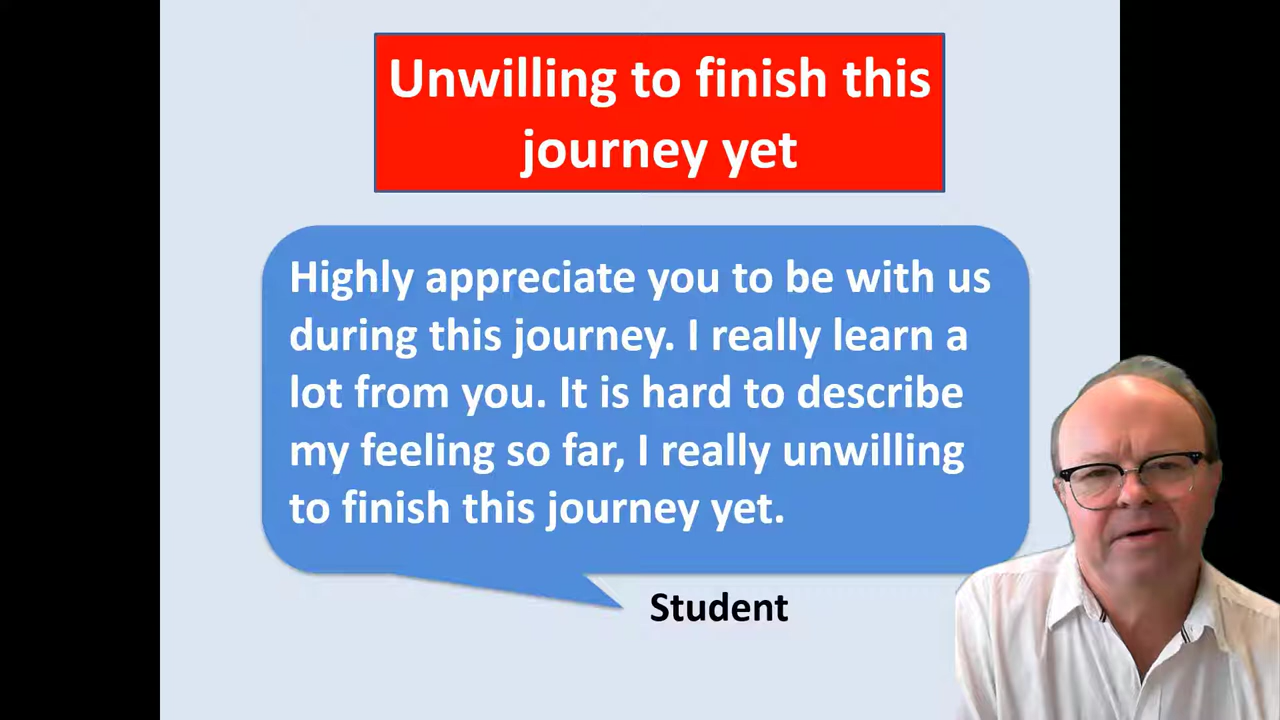 Unwilling to finish this
journey yet
Highly appreciate you to be with us
during this journey. I really learn a
lot from you. It is hard to describe
my feeling so far, I really unwilling
to finish this journey yet.
Student